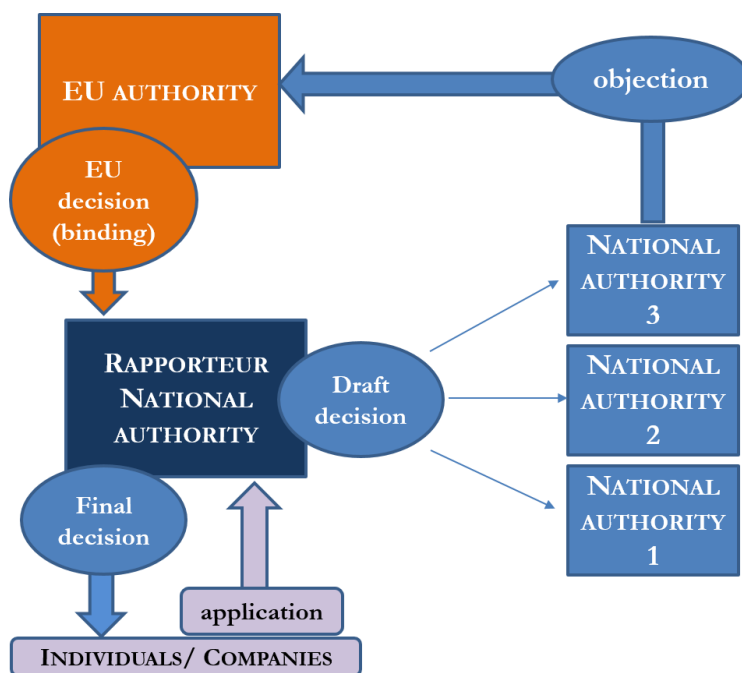 EU AUTHORITY
objection
EU
decision
(binding)
NATIONAL
AUTHORITY
3
RAPPORTEUR
NATIONAL
AUTHORITY
Draft
decision
NATIONAL
AUTHORITY
2
NATIONAL
AUTHORITY
1
Final
decision
application
INDIVIDUALS/ COMPANIES